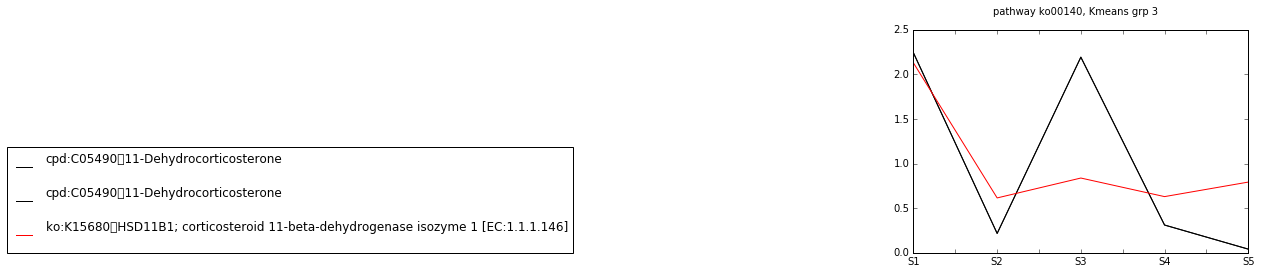 pathway ko00140, Kmeans grp 3
2.5
2.0
1.5
1.0
0.5
0.0
S1 S2 S3 S4 S5
cpd:C05490▯11-Dehydrocorticosterone
cpd:C05490▯11-Dehydrocorticosterone
ko:K15680▯HSD11B1; corticosteroid 11-beta-dehydrogenase isozyme 1 [EC:1.1.1.146]